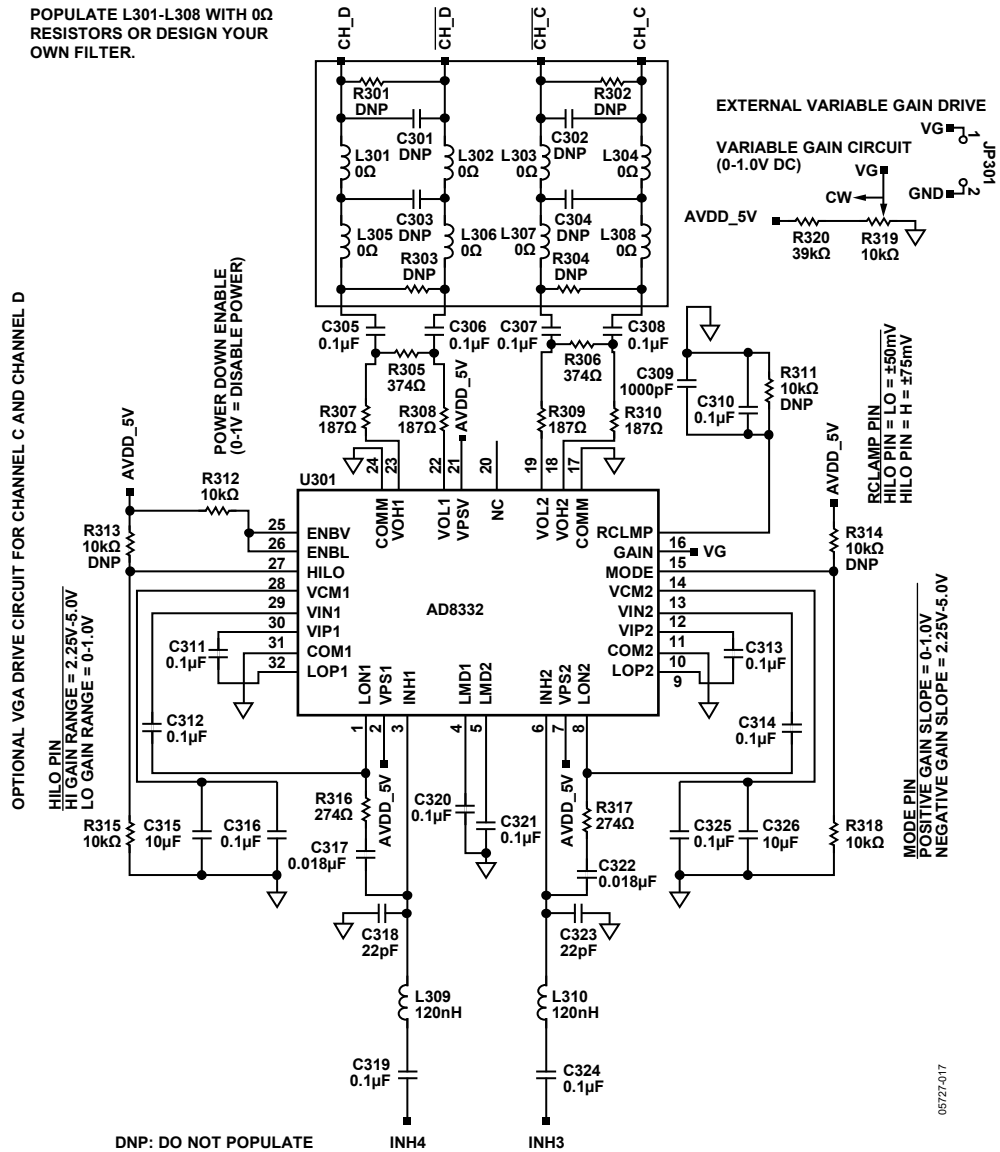 POPULATE L301-L308 WITH 0Ω
RESISTORS OR DESIGN YOUR
OWN FILTER.
CH_D
CH_D
CH_C
CH_C
R301
DNP
R302
DNP
C301
DNP
C302
DNP
L301
0Ω
L302
0Ω
L303
0Ω
L304
0Ω
C303
DNP
C304
DNP
L305
0Ω
L306
0Ω
L307
0Ω
L308
0Ω
R303
DNP
R304
DNP
EXTERNAL VARIABLE GAIN DRIVE
VG
1
JP301
2
GND
VARIABLE GAIN CIRCUIT
(0-1.0V DC)
VG
CW
AVDD_5V
R320
39kΩ
R319
10kΩ
C305
0.1µF
C306
0.1µF
C307
0.1µF
C308
0.1µF
R305
374Ω
R306
374Ω
R307
187Ω
R308
187Ω
AVDD_5V
R309
187Ω
R310
187Ω
C309
1000pF
C310
0.1µF
R311
10kΩ
DNP
RCLAMP PIN
HILO PIN = LO = ±50mV
HILO PIN = H = ±75mV
OPTIONAL VGA DRIVE CIRCUIT FOR CHANNEL C AND CHANNEL D
POWER DOWN ENABLE
(0-1V = DISABLE POWER)
AVDD_5V
R312
10kΩ
R313
10kΩ
DNP
AVDD_5V
R314
10kΩ
DNP
U301
24
23
22
21
20
19
18
17
COMM
VOH1
VOL1
VPSV
NC
VOL2
VOH2
COMM
25
ENBV
26
ENBL
27
HILO
28
VCM1
29
VIN1
30
VIP1
31
COM1
32
LOP1
AD8332
RCLMP
GAIN
16
VG
MODE
15
VCM2
14
VIN2
13
VIP2
12
COM2
11
LOP2
10
9
LON1
VPS1
INH1
LMD1
LMD2
INH2
VPS2
LON2
1
2
3
4
5
6
7
8
C311
0.1µF
C312
0.1µF
C313
0.1µF
C314
0.1µF
HILO PIN
HI GAIN RANGE = 2.25V-5.0V
LO GAIN RANGE = 0-1.0V
MODE PIN
POSITIVE GAIN SLOPE = 0-1.0V
NEGATIVE GAIN SLOPE = 2.25V-5.0V
R315
10kΩ
C315
10µF
C316
0.1µF
R316
274Ω
AVDD_5V
C317
0.018µF
C320
0.1µF
C321
0.1µF
AVDD_5V
R317
274Ω
C322
0.018µF
C325
0.1µF
C326
10µF
R318
10kΩ
C318
22pF
C323
22pF
L309
120nH
L310
120nH
C319
0.1µF
C324
0.1µF
INH4
INH3
DNP: DO NOT POPULATE
05727-017